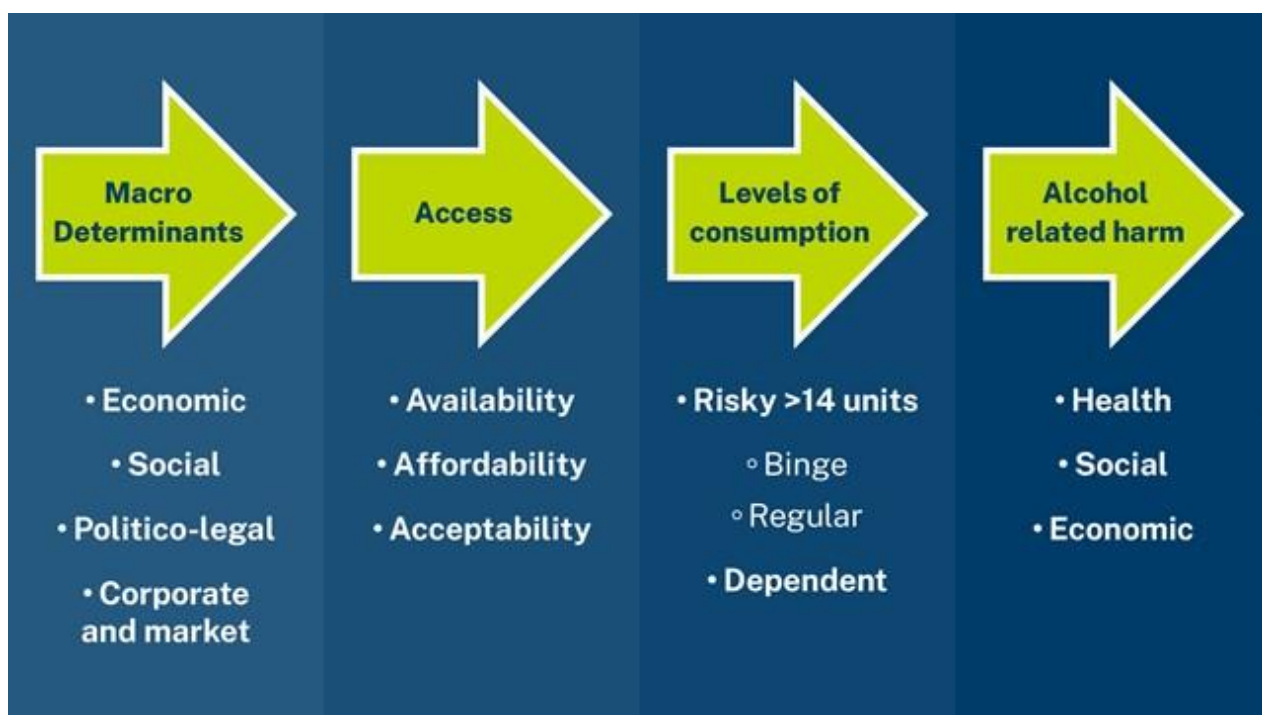 Macro
Determinants
• Economic
• Social
• Politico-legal
• Corporate
and market
Access
• Availability
• Affordability
• Acceptability
Levels of
consumption
• Risky >14 units
◦ Binge
◦ Regular
• Dependent
Alcohol
related harm
• Health
• Social
• Economic